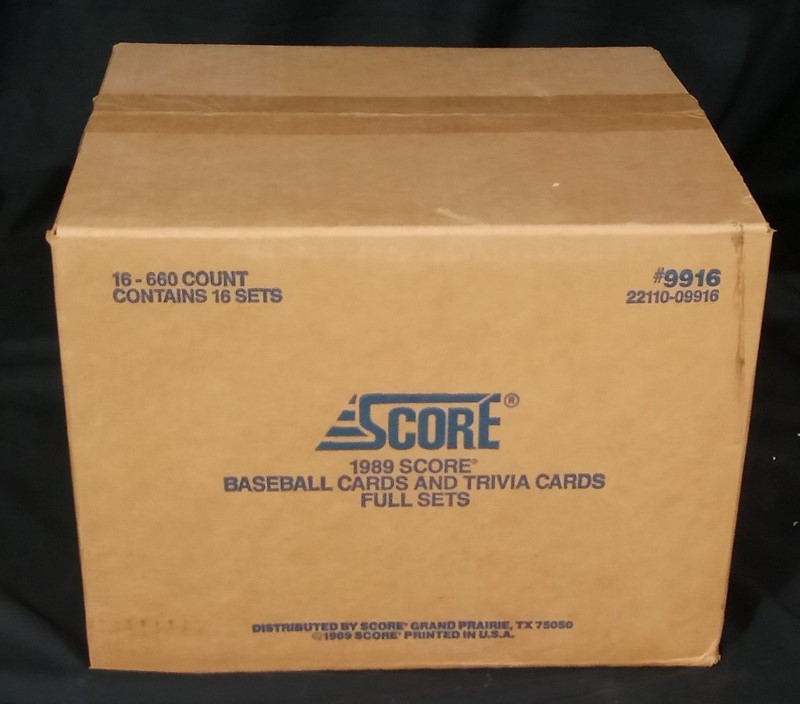 16 - 660 COUNT
CONTAINS 16 SETS
#9916
22110-09916
SCORE®
1989 SCORE®
BASEBALL CARDS AND TRIVIA CARDS
FULL SETS
DISTRIBUTED BY SCORE® GRAND PRAIRIE, TX 75050
©1989 SCORE® PRINTED IN U.S.A.